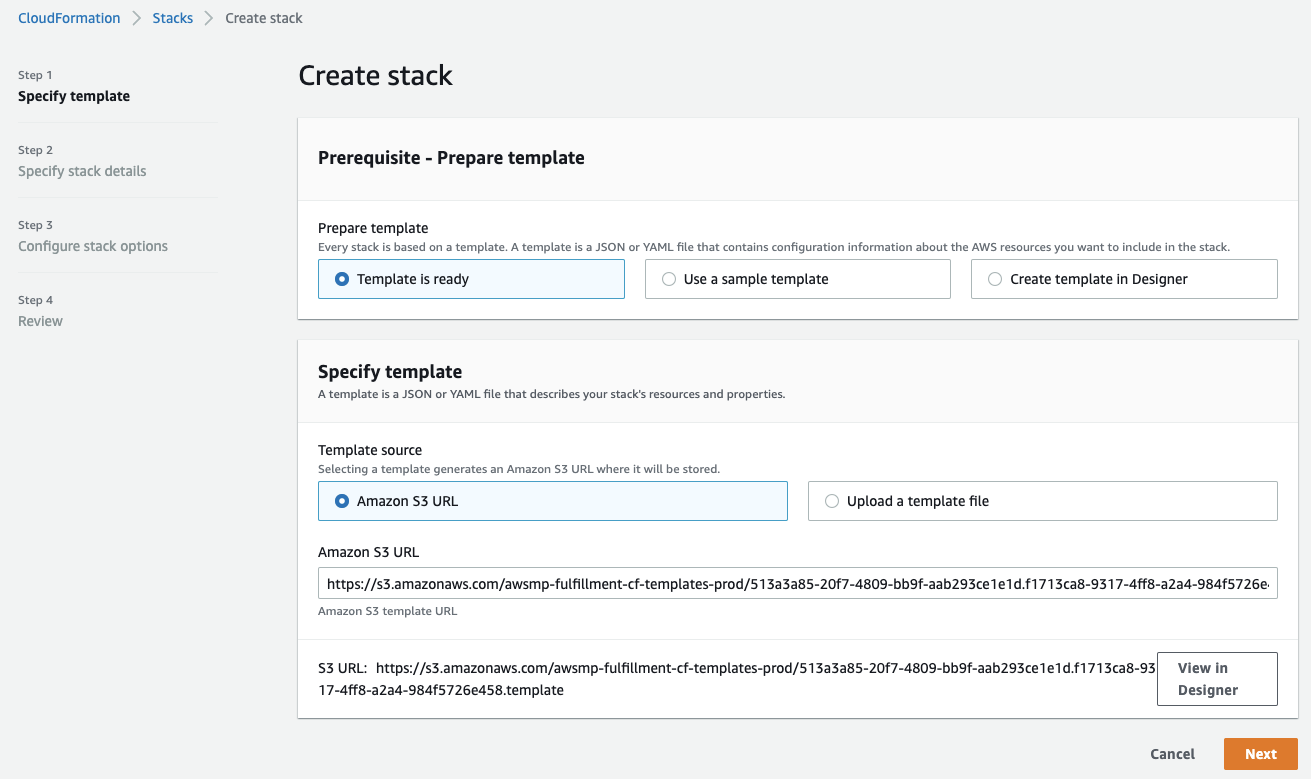 CloudFormation > Stacks > Create stack
Step 1
Specify template
Step 2
Specify stack details
Step 3
Configure stack options
Step 4
Review
Create stack
Prerequisite - Prepare template
Prepare template
Every stack is based on a template. A template is a JSON or YAML file that contains configuration information about the AWS resources you want to include in the stack.
Template is ready
Use a sample template
Create template in Designer
Specify template
A template is a JSON or YAML file that describes your stack's resources and properties.
Template source
Selecting a template generates an Amazon S3 URL where it will be stored.
Amazon S3 URL
Upload a template file
Amazon S3 URL
https://s3.amazonaws.com/awsmp-fulfillment-cf-templates-prod/513a3a85-20f7-4809-bb9f-aab293ce1e1d.f1713ca8-9317-4ff8-a2a4-984f5726e4
Amazon S3 template URL
S3 URL: https://s3.amazonaws.com/awsmp-fulfillment-cf-templates-prod/513a3a85-20f7-4809-bb9f-aab293ce1e1d.f1713ca8-93
17-4ff8-a2a4-984f5726e458.template
View in
Designer
Cancel
Next